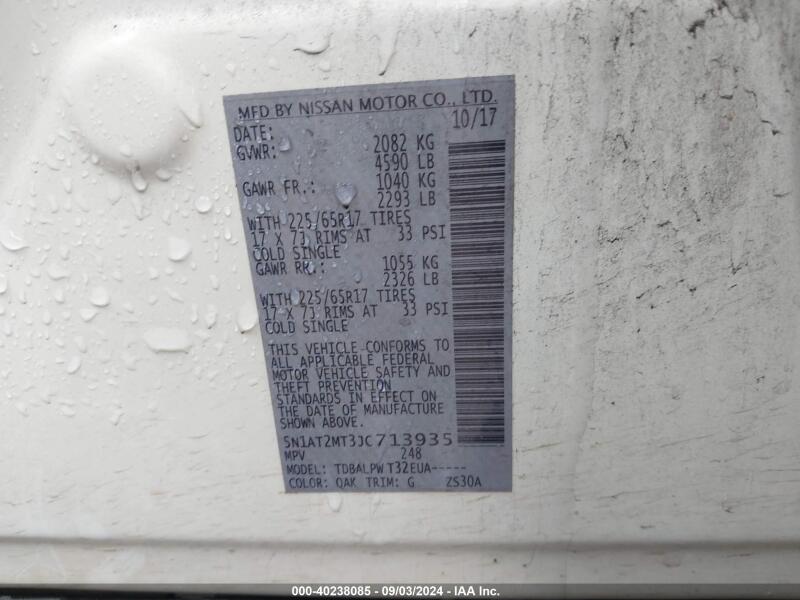 MFD BY NISSAN MOTOR CO., LTD.
DATE: 10/17
GVWR: 2082 KG
4590 LB
GAWR FR.: 1040 KG
2293 LB
WITH 225/65R17 TIRES
17 X 7J RIMS AT 33 PSI
COLD SINGLE
GAWR RR.: 1055 KG
2326 LB
WITH 225/65R17 TIRES
17 X 7J RIMS AT 33 PSI
COLD SINGLE
THIS VEHICLE CONFORMS TO
ALL APPLICABLE FEDERAL
MOTOR VEHICLE SAFETY AND
THEFT PREVENTION
STANDARDS IN EFFECT ON
THE DATE OF MANUFACTURE
SHOWN ABOVE.
5N1AT2MT3JC713935
MPV 248
MODEL: TDBALPW T32EUA-----
COLOR: QAK TRIM: G ZS30A
000-40238085 - 09/03/2024 - IAA Inc.